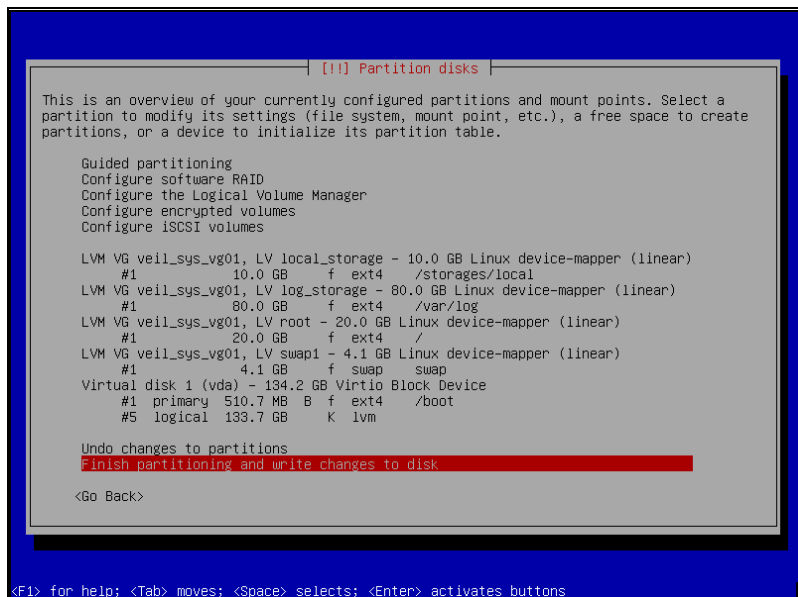 [!!] Partition disks
This is an overview of your currently configured partitions and mount points. Select a
partition to modify its settings (file system, mount point, etc.), a free space to create
partitions, or a device to initialize its partition table.
Guided partitioning
Configure software RAID
Configure the Logical Volume Manager
Configure encrypted volumes
Configure iSCSI volumes
LVM VG veil_sys_vg01, LV local_storage - 10.0 GB Linux device-mapper (linear)
#1 10.0 GB f ext4 /storages/local
LVM VG veil_sys_vg01, LV log_storage - 80.0 GB Linux device-mapper (linear)
#1 80.0 GB f ext4 /var/log
LVM VG veil_sys_vg01, LV root - 20.0 GB Linux device-mapper (linear)
#1 20.0 GB f ext4 /
LVM VG veil_sys_vg01, LV swap1 - 4.1 GB Linux device-mapper (linear)
#1 4.1 GB f swap swap
Virtual disk 1 (vda) - 134.2 GB Virtio Block Device
#1 primary 510.7 MB B f ext4 /boot
#5 logical 133.7 GB K lvm
Undo changes to partitions
Finish partitioning and write changes to disk
<Go Back>
<F1> for help; <Tab> moves; <Space> selects; <Enter> activates buttons